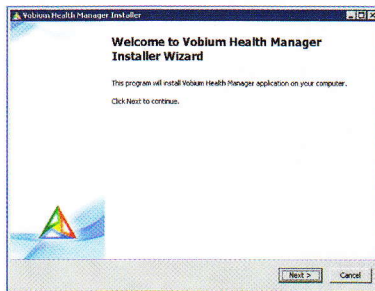 Vobium Health Manager Installer
Welcome to Vobium Health Manager
Installer Wizard
This program will install Vobium Health Manager application on your computer.
Click Next to continue.
Next >
Cancel